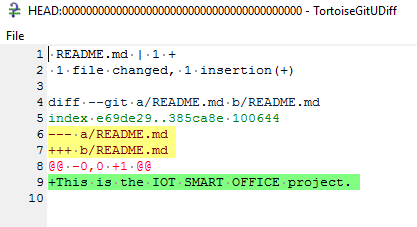 HEAD:0000000000000000000000000000000000000000 - TortoiseGitUDiff
File
1 README.md | 1 +
2 1 file changed, 1 insertion(+)
3
4 diff --git a/README.md b/README.md
5 index e69de29..385ca8e 100644
6 --- a/README.md
7 +++ b/README.md
8 @@ -0,0 +1 @@
9 +This is the IOT SMART OFFICE project.
10